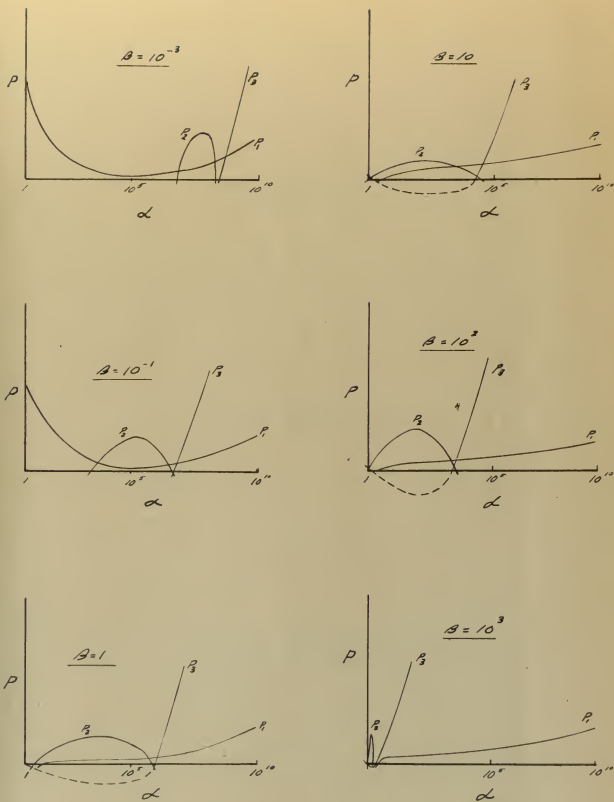 β = 10⁻³
P
P₂
P₃
P₁
1
10⁵
10¹⁰
α
β = 10
P
P₂
P₃
P₁
1
10⁵
10¹⁰
α
β = 10⁻¹
P
P₂
P₃
P₁
1
10⁵
10¹⁰
α
β = 10²
P
P₂
P₃
P₁
1
10⁵
10¹⁰
α
β = 1
P
P₂
P₃
P₁
1
10⁵
10¹⁰
α
β = 10³
P
P₂
P₃
P₁
1
10⁵
10¹⁰
α